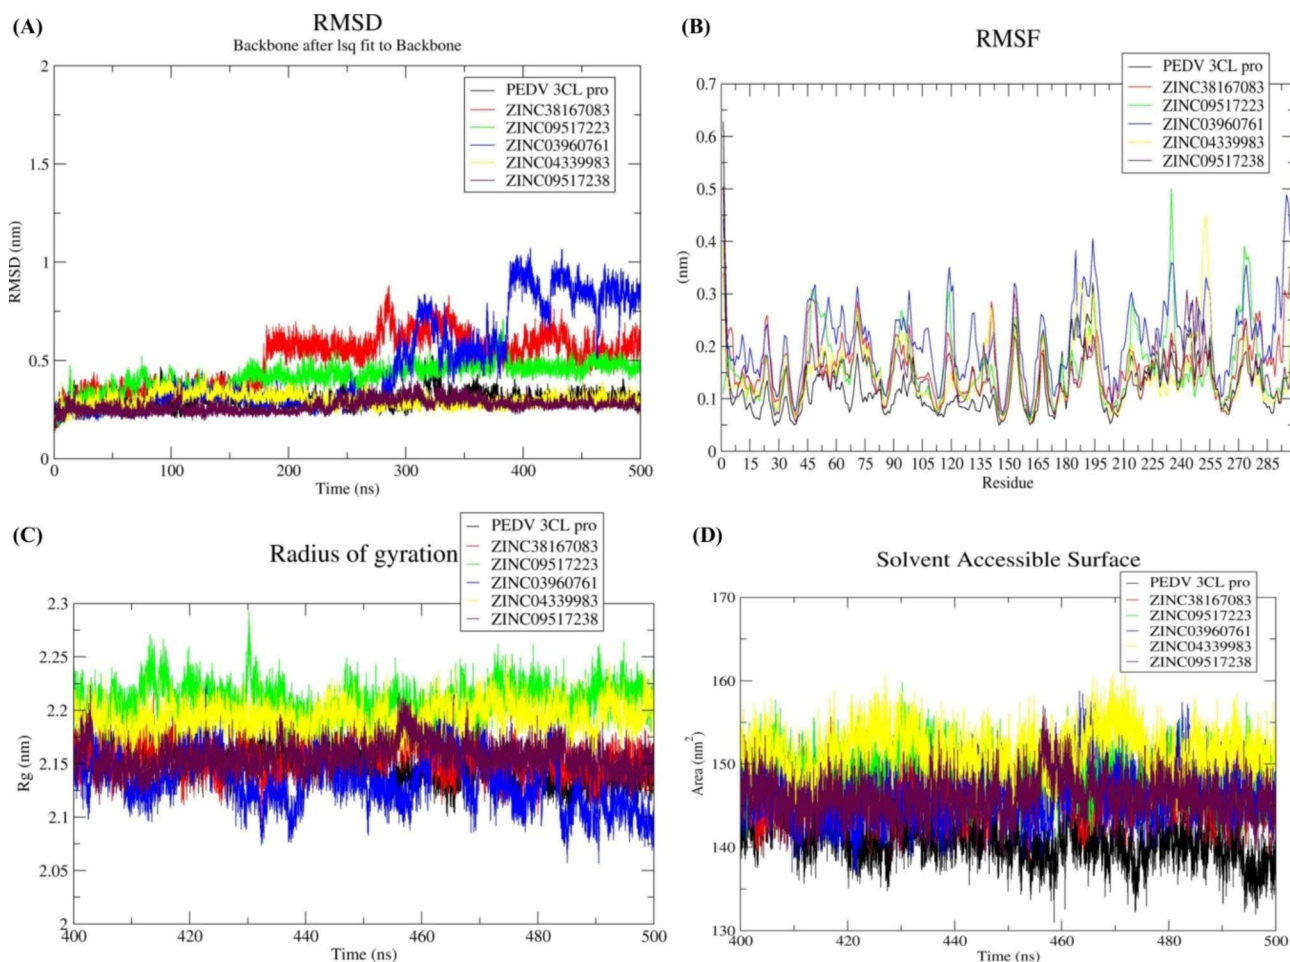 (A)
RMSD
Backbone after lsq fit to Backbone
2
1.5
1
0.5
0
RMSD (nm)
PEDV 3CL pro
ZINC38167083
ZINC09517223
ZINC03960761
ZINC04339983
ZINC09517238
0 100 200 300 400 500
Time (ns)
(B)
RMSF
0.7
0.6
0.5
0.4
0.3
0.2
0.1
0
(nm)
PEDV 3CL pro
ZINC38167083
ZINC09517223
ZINC03960761
ZINC04339983
ZINC09517238
0 15 30 45 60 75 90 105 120 135 150 165 180 195 210 225 240 255 270 285
Residue
(C)
Radius of gyration
PEDV 3CL pro
ZINC38167083
ZINC09517223
ZINC03960761
ZINC04339983
ZINC09517238
2.3
2.25
2.2
2.15
2.1
2.05
2
Rg (nm)
400 420 440 460 480 500
Time (ns)
(D)
Solvent Accessible Surface
PEDV 3CL pro
ZINC38167083
ZINC09517223
ZINC03960761
ZINC04339983
ZINC09517238
170
160
150
140
130
Area (nm²)
400 420 440 460 480 500
Time (ns)